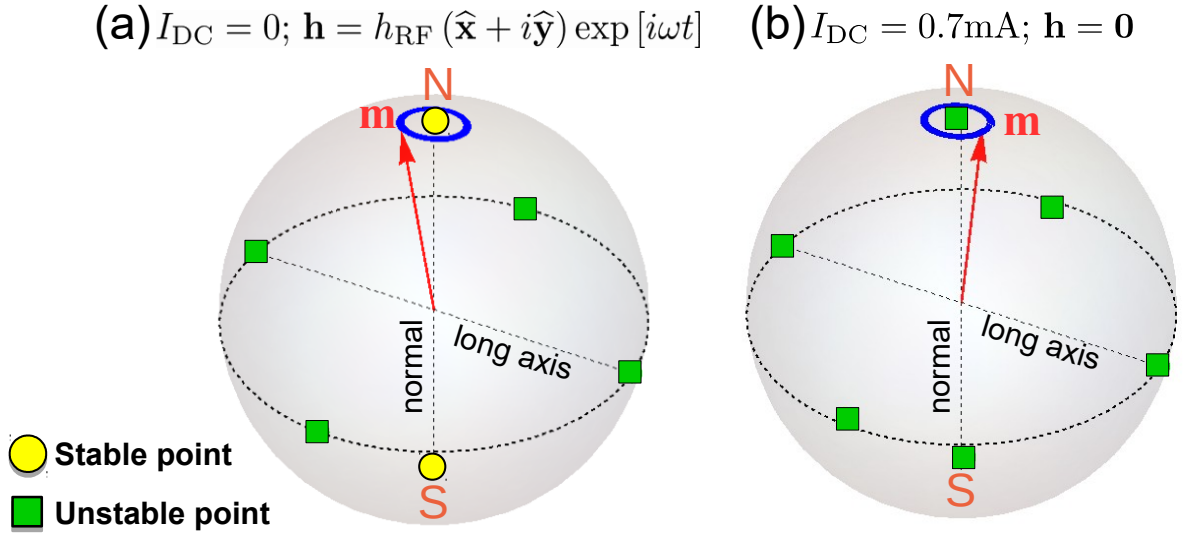 (a) I_DC = 0; h = h_RF (x̂ + iŷ) exp [iωt]
(b) I_DC = 0.7mA; h = 0
N
m
normal
long axis
S
N
m
normal
long axis
S
Stable point
Unstable point